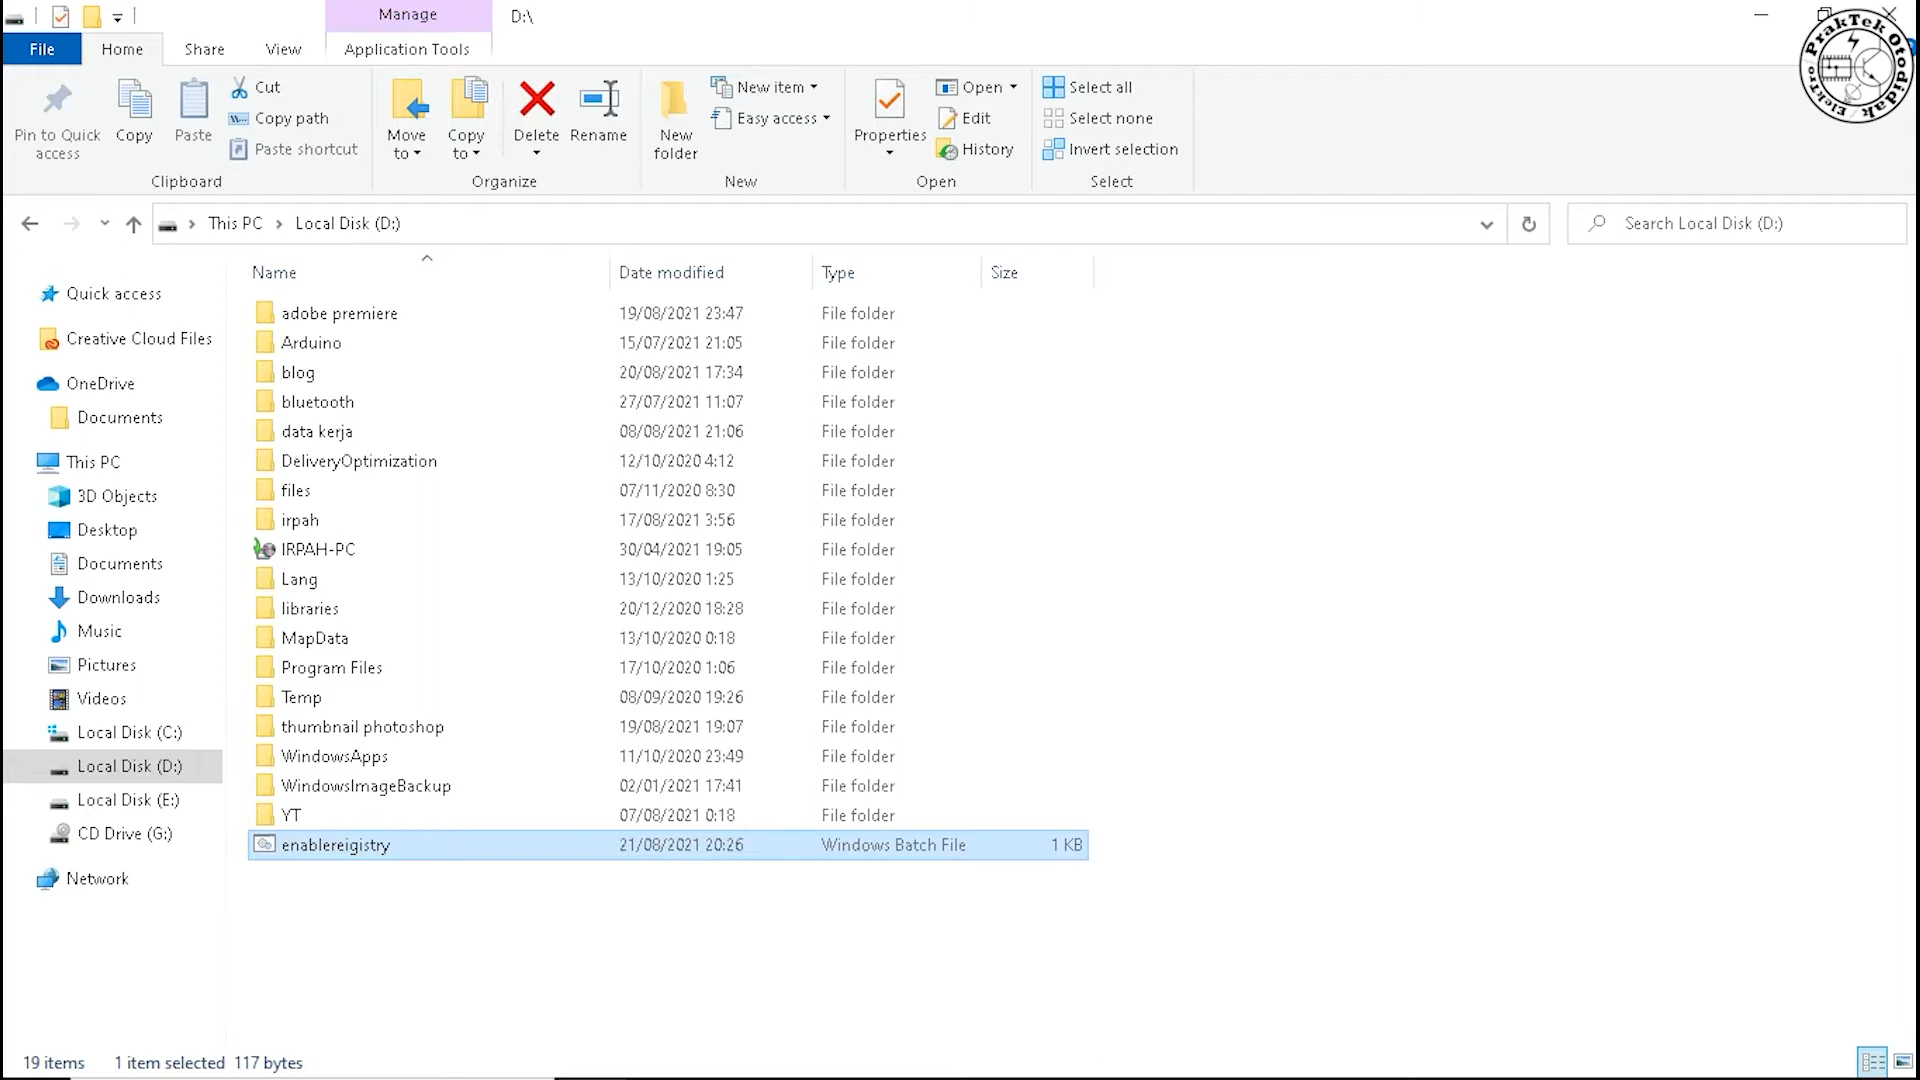 Manage
D:\
File
Home
Share
View
Application Tools
Pin to Quick access
Copy
Paste
Cut
Copy path
Paste shortcut
Move to
Copy to
Delete
Rename
New folder
New item
Easy access
Properties
Open
Edit
History
Select all
Select none
Invert selection
Clipboard
Organize
New
Open
Select
PrakTek Otodidak
Elektro
This PC
Local Disk (D:)
Search Local Disk (D:)
Name
Date modified
Type
Size
Quick access
Creative Cloud Files
OneDrive
Documents
This PC
3D Objects
Desktop
Documents
Downloads
Music
Pictures
Videos
Local Disk (C:)
Local Disk (D:)
Local Disk (E:)
CD Drive (G:)
Network
adobe premiere 19/08/2021 23:47 File folder
Arduino 15/07/2021 21:05 File folder
blog 20/08/2021 17:34 File folder
bluetooth 27/07/2021 11:07 File folder
data kerja 08/08/2021 21:06 File folder
DeliveryOptimization 12/10/2020 4:12 File folder
files 07/11/2020 8:30 File folder
irpah 17/08/2021 3:56 File folder
IRPAH-PC 30/04/2021 19:05 File folder
Lang 13/10/2020 1:25 File folder
libraries 20/12/2020 18:28 File folder
MapData 13/10/2020 0:18 File folder
Program Files 17/10/2020 1:06 File folder
Temp 08/09/2020 19:26 File folder
thumbnail photoshop 19/08/2021 19:07 File folder
WindowsApps 11/10/2020 23:49 File folder
WindowsImageBackup 02/01/2021 17:41 File folder
YT 07/08/2021 0:18 File folder
enablereigistry 21/08/2021 20:26 Windows Batch File 1 KB
19 items 1 item selected 117 bytes